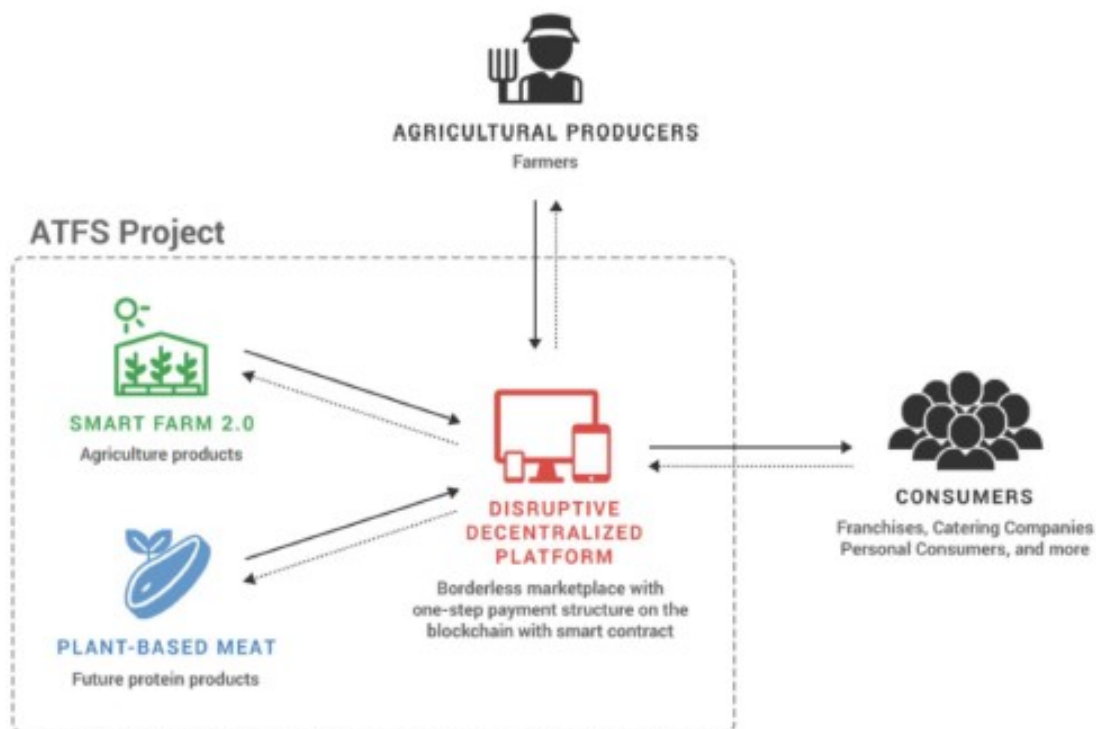 AGRICULTURAL PRODUCERS
Farmers
ATFS Project
SMART FARM 2.0
Agriculture products
DISRUPTIVE
DECENTRALIZED
PLATFORM
Borderless marketplace with
one-step payment structure on the
blockchain with smart contract
CONSUMERS
Franchises, Catering Companies
Personal Consumers, and more
PLANT-BASED MEAT
Future protein products